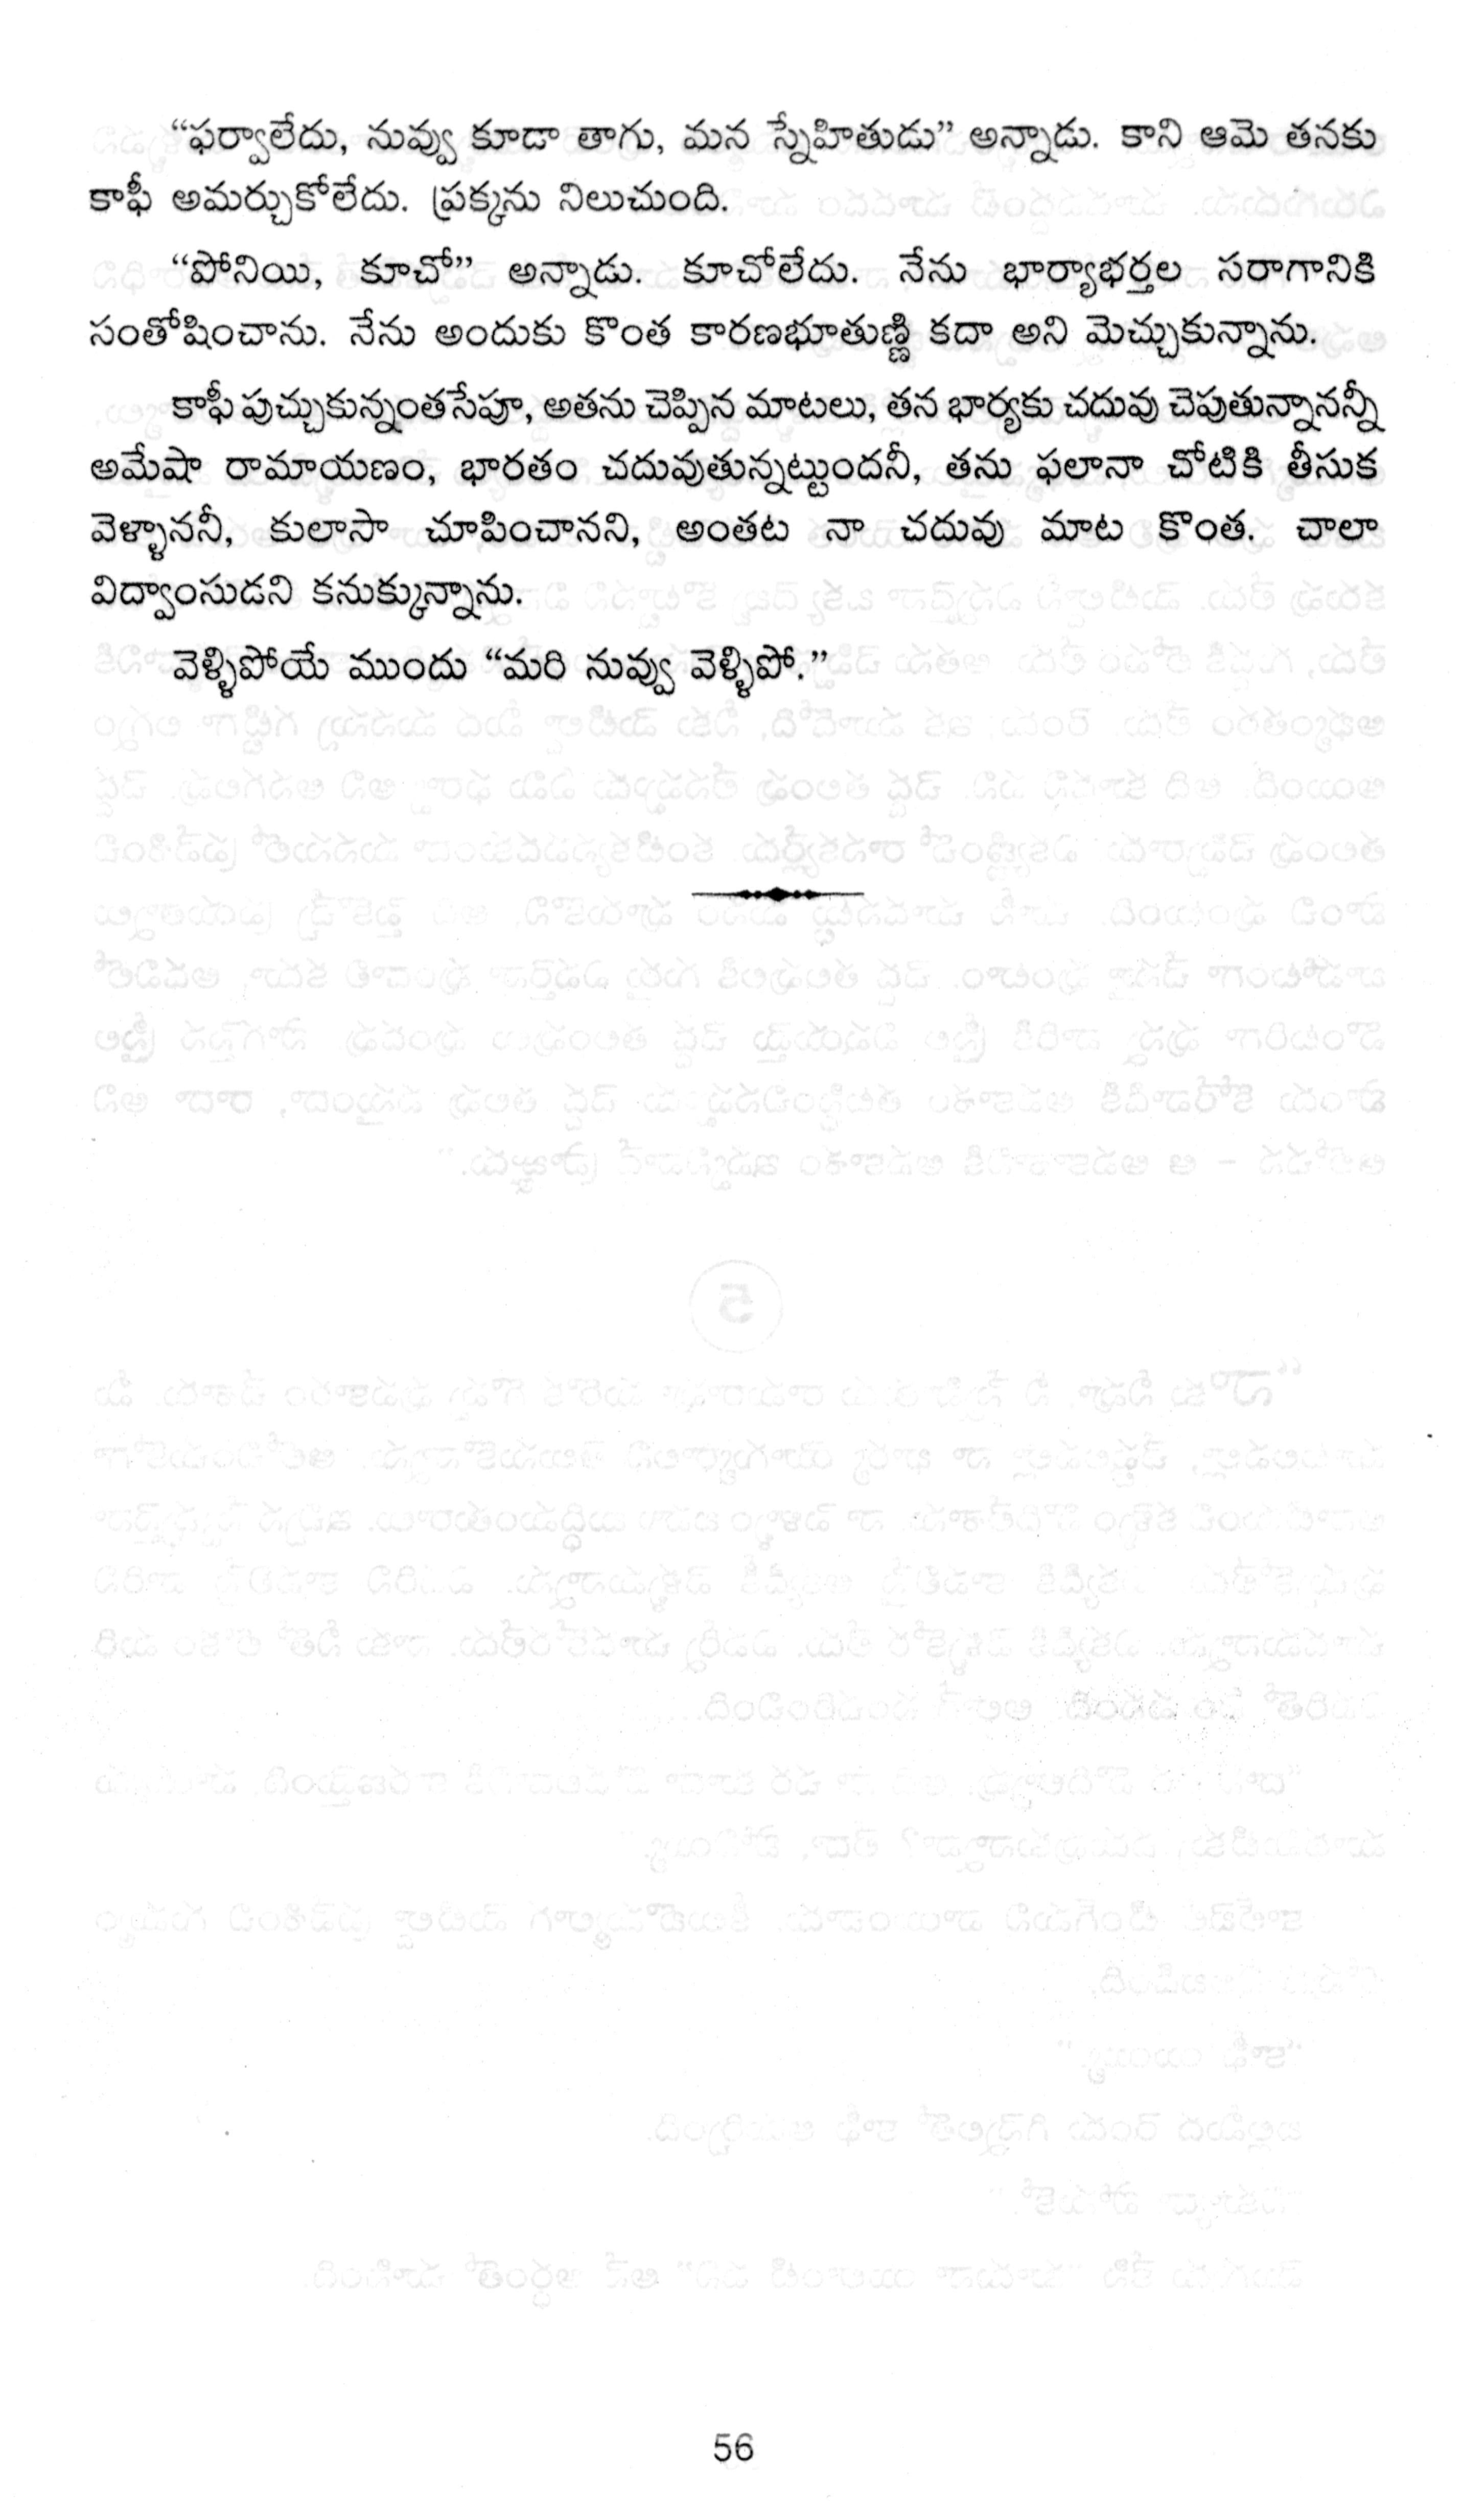 “ఫర్వాలేదు, నువ్వు కూడా తాగు, మన స్నేహితుడు” అన్నాడు. కాని ఆమె తనకు
కాఫీ అమర్చుకోలేదు. ప్రక్కను నిలుచుంది.
“పోనియి, కూచో” అన్నాడు. కూచోలేదు. నేను భార్యాభర్తల సరాగానికి
సంతోషించాను. నేను అందుకు కొంత కారణభూతుణ్ణి కదా అని మెచ్చుకున్నాను.
కాఫీ పుచ్చుకున్నంతసేపూ, అతను చెప్పిన మాటలు, తన భార్యకు చదువు చెపుతున్నానన్నీ
అమేషా రామాయణం, భారతం చదువుతున్నట్టుందనీ, తను ఫలానా చోటికి తీసుక
వెళ్ళాననీ, కులాసా చూపించానని, అంతట నా చదువు మాట కొంత. చాలా
విద్వాంసుడని కనుక్కున్నాను.
వెళ్ళిపోయే ముందు “మరి నువ్వు వెళ్ళిపో.”
56